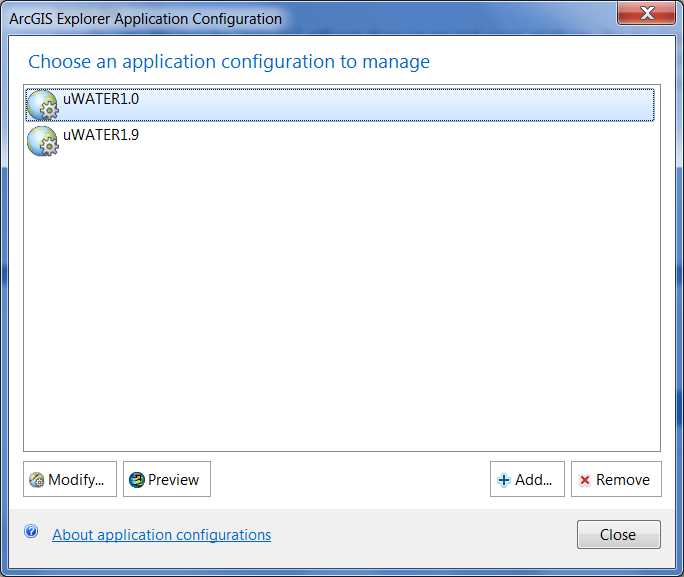 ArcGIS Explorer Application Configuration
Choose an application configuration to manage
uWATER1.0
uWATER1.9
Modify... Preview Add... Remove
About application configurations Close